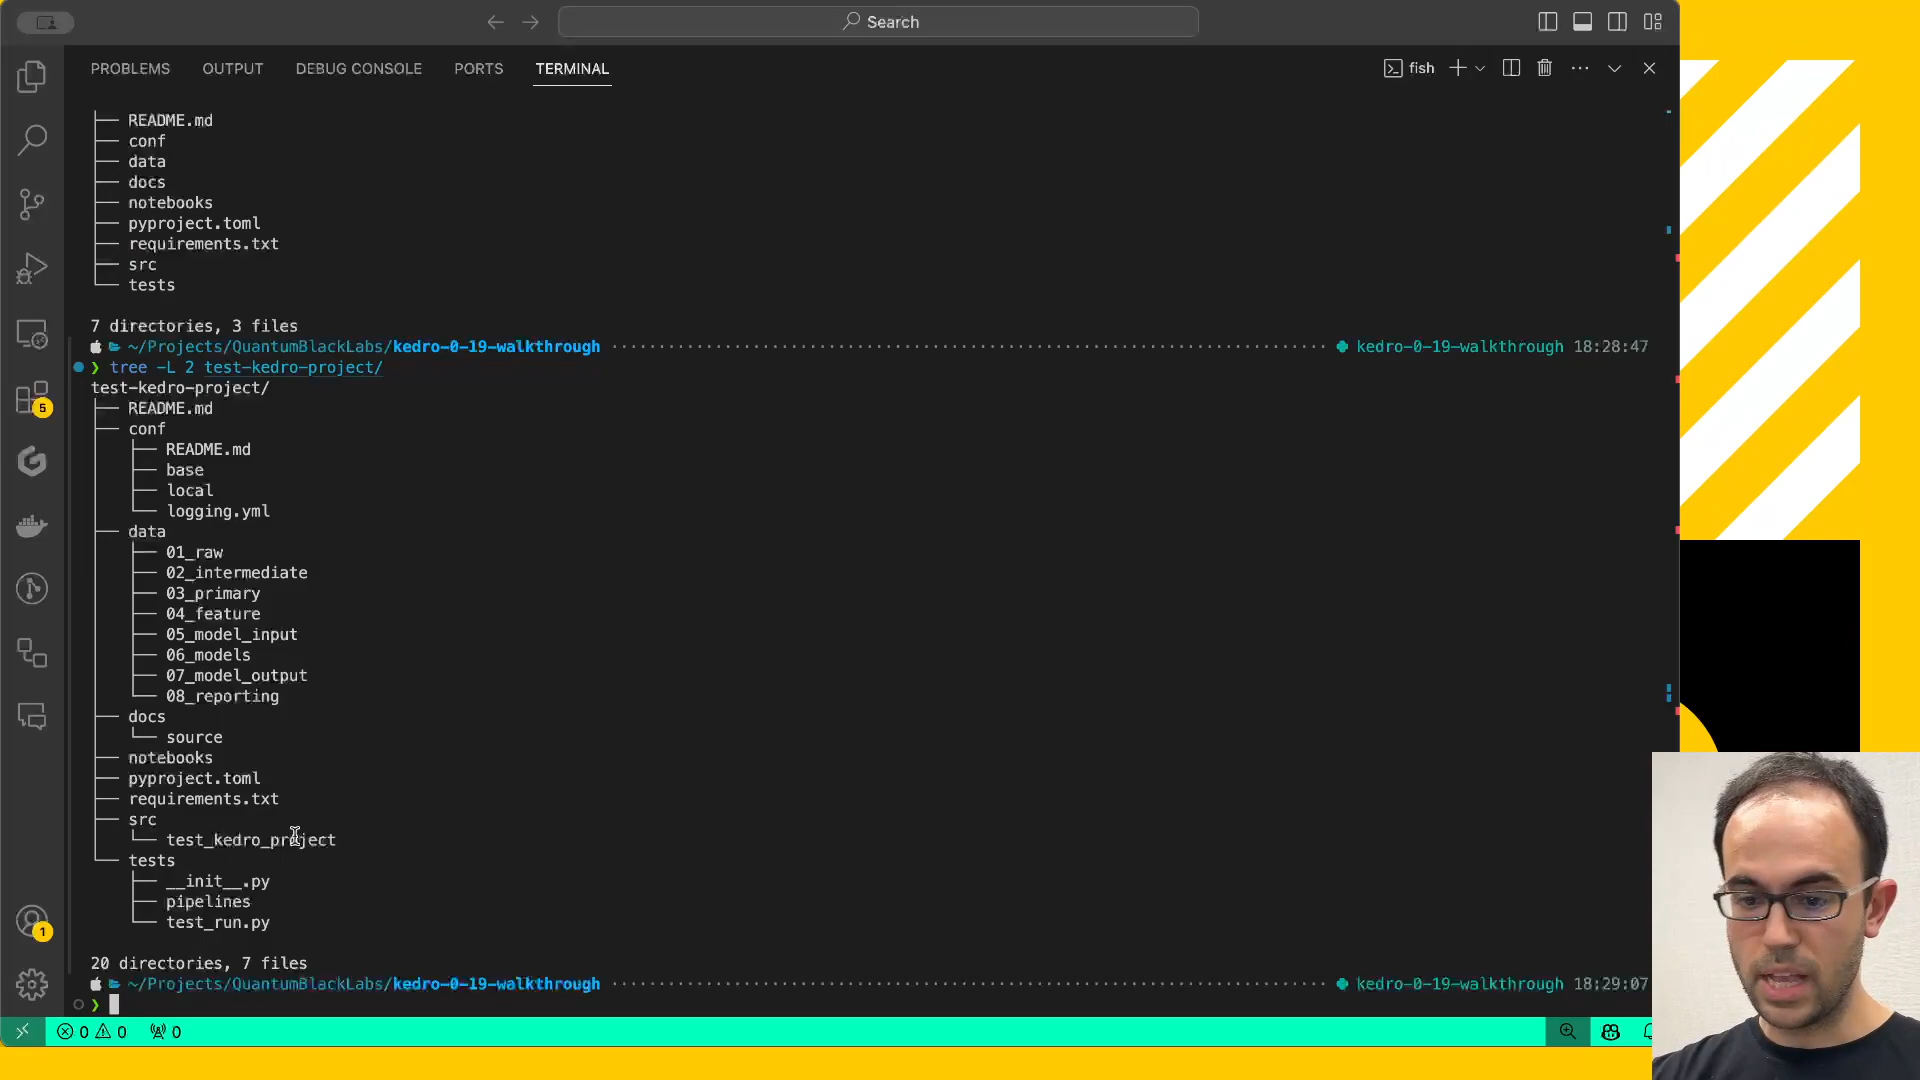 Search
PROBLEMS OUTPUT DEBUG CONSOLE PORTS TERMINAL fish
├── README.md
├── conf
├── data
├── docs
├── notebooks
├── pyproject.toml
├── requirements.txt
├── src
└── tests
7 directories, 3 files
~/Projects/QuantumBlackLabs/kedro-0-19-walkthrough kedro-0-19-walkthrough 18:28:47
❯ tree -L 2 test-kedro-project/
test-kedro-project/
├── README.md
├── conf
│   ├── README.md
│   ├── base
│   ├── local
│   └── logging.yml
├── data
│   ├── 01_raw
│   ├── 02_intermediate
│   ├── 03_primary
│   ├── 04_feature
│   ├── 05_model_input
│   ├── 06_models
│   ├── 07_model_output
│   └── 08_reporting
├── docs
│   └── source
├── notebooks
├── pyproject.toml
├── requirements.txt
├── src
│   └── test_kedro_project
└── tests
    ├── __init__.py
    ├── pipelines
    └── test_run.py
20 directories, 7 files
~/Projects/QuantumBlackLabs/kedro-0-19-walkthrough kedro-0-19-walkthrough 18:29:07
❯
5
1
0 0 0